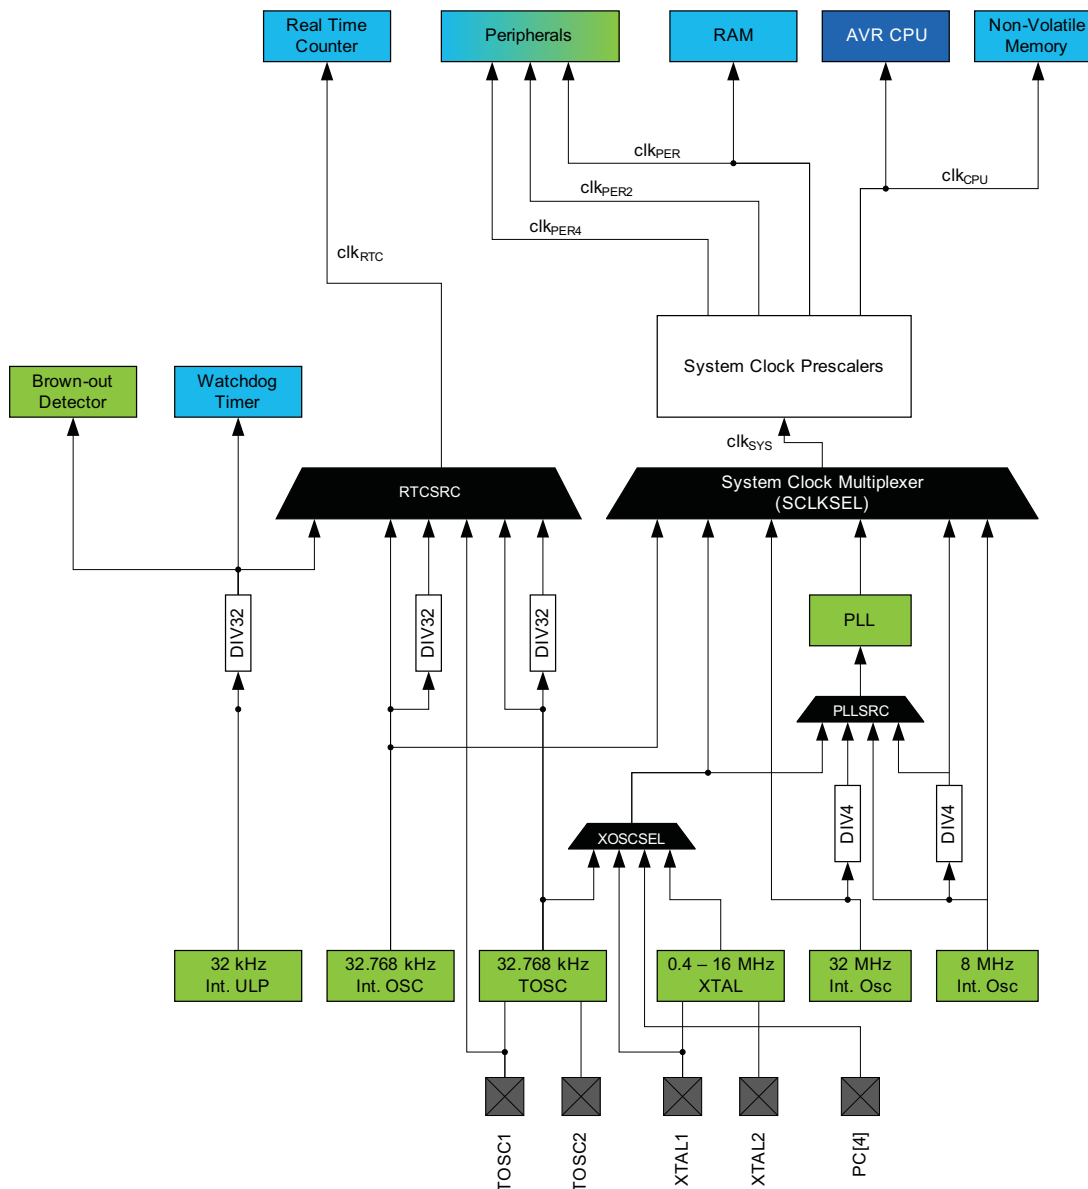 Real Time
Counter
Peripherals
RAM
AVR CPU
Non-Volatile
Memory
clkPER
clkPER2
clkCPU
clkPER4
clkRTC
System Clock Prescalers
Brown-out
Detector
Watchdog
Timer
clkSYS
RTCSRC
System Clock Multiplexer
(SCLKSEL)
DIV32
DIV32
DIV32
PLL
PLLSRC
DIV4
DIV4
XOSCSEL
32 kHz
Int. ULP
32.768 kHz
Int. OSC
32.768 kHz
TOSC
0.4 – 16 MHz
XTAL
32 MHz
Int. Osc
8 MHz
Int. Osc
TOSC1
TOSC2
XTAL1
XTAL2
PC[4]